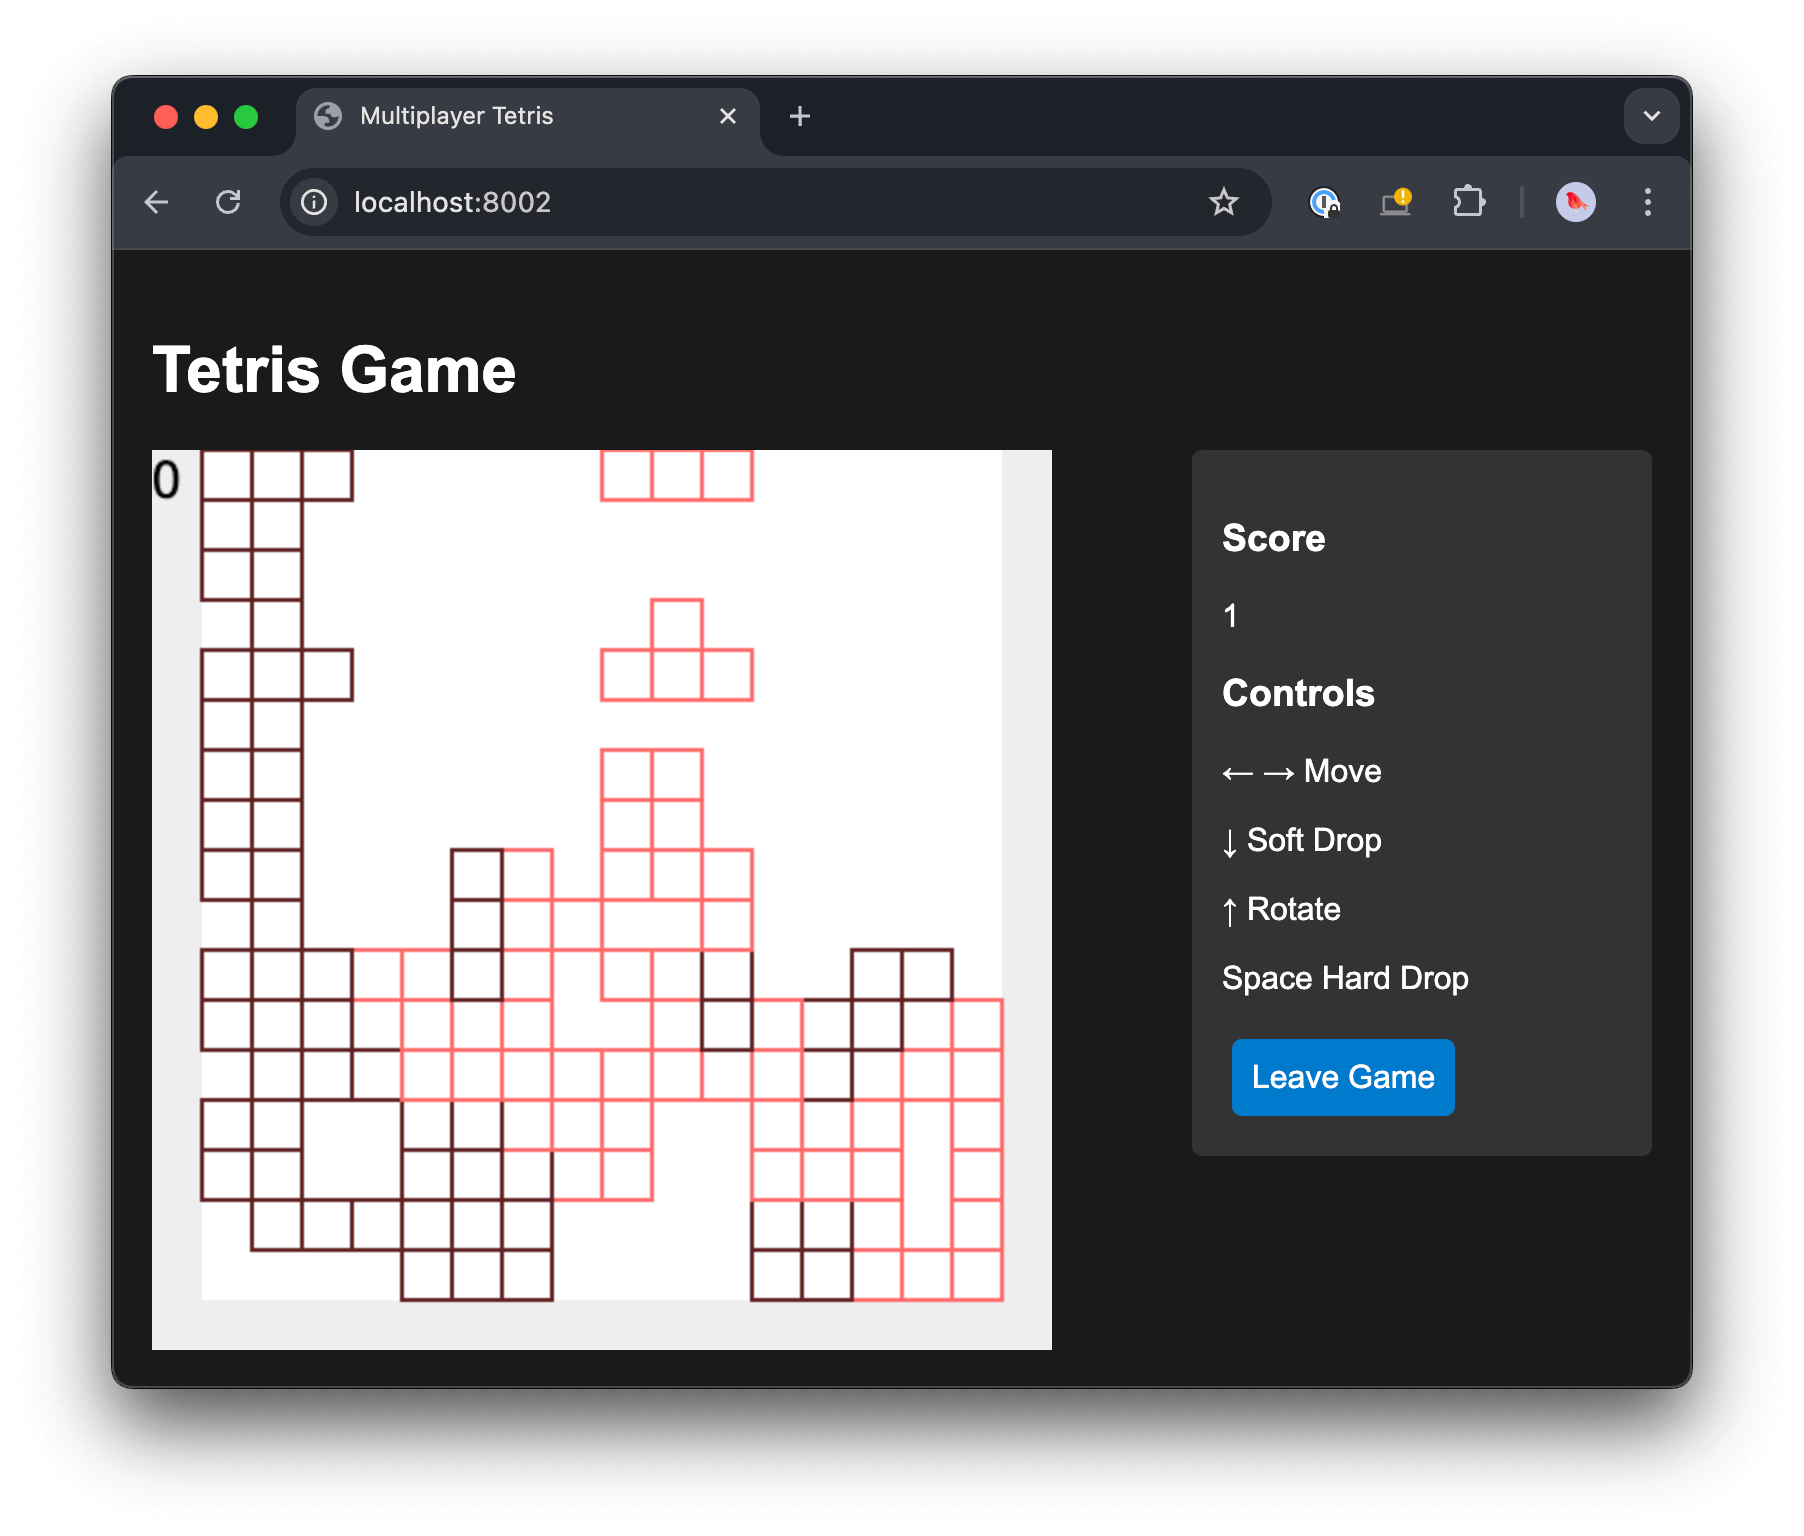 Multiplayer Tetris
localhost:8002
Tetris Game
0
Score
1
Controls
← → Move
↓ Soft Drop
↑ Rotate
Space Hard Drop
Leave Game